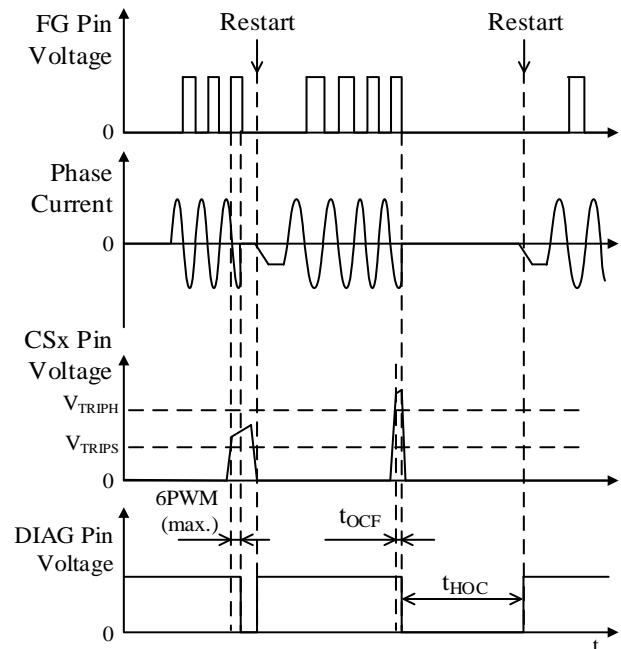 FG Pin
Voltage
Restart
Restart
0
Phase
Current
0
CSx Pin
Voltage
VTRIPH
VTRIPS
0
6PWM
(max.)
tOCF
DIAG Pin
Voltage
tHOC
0
t